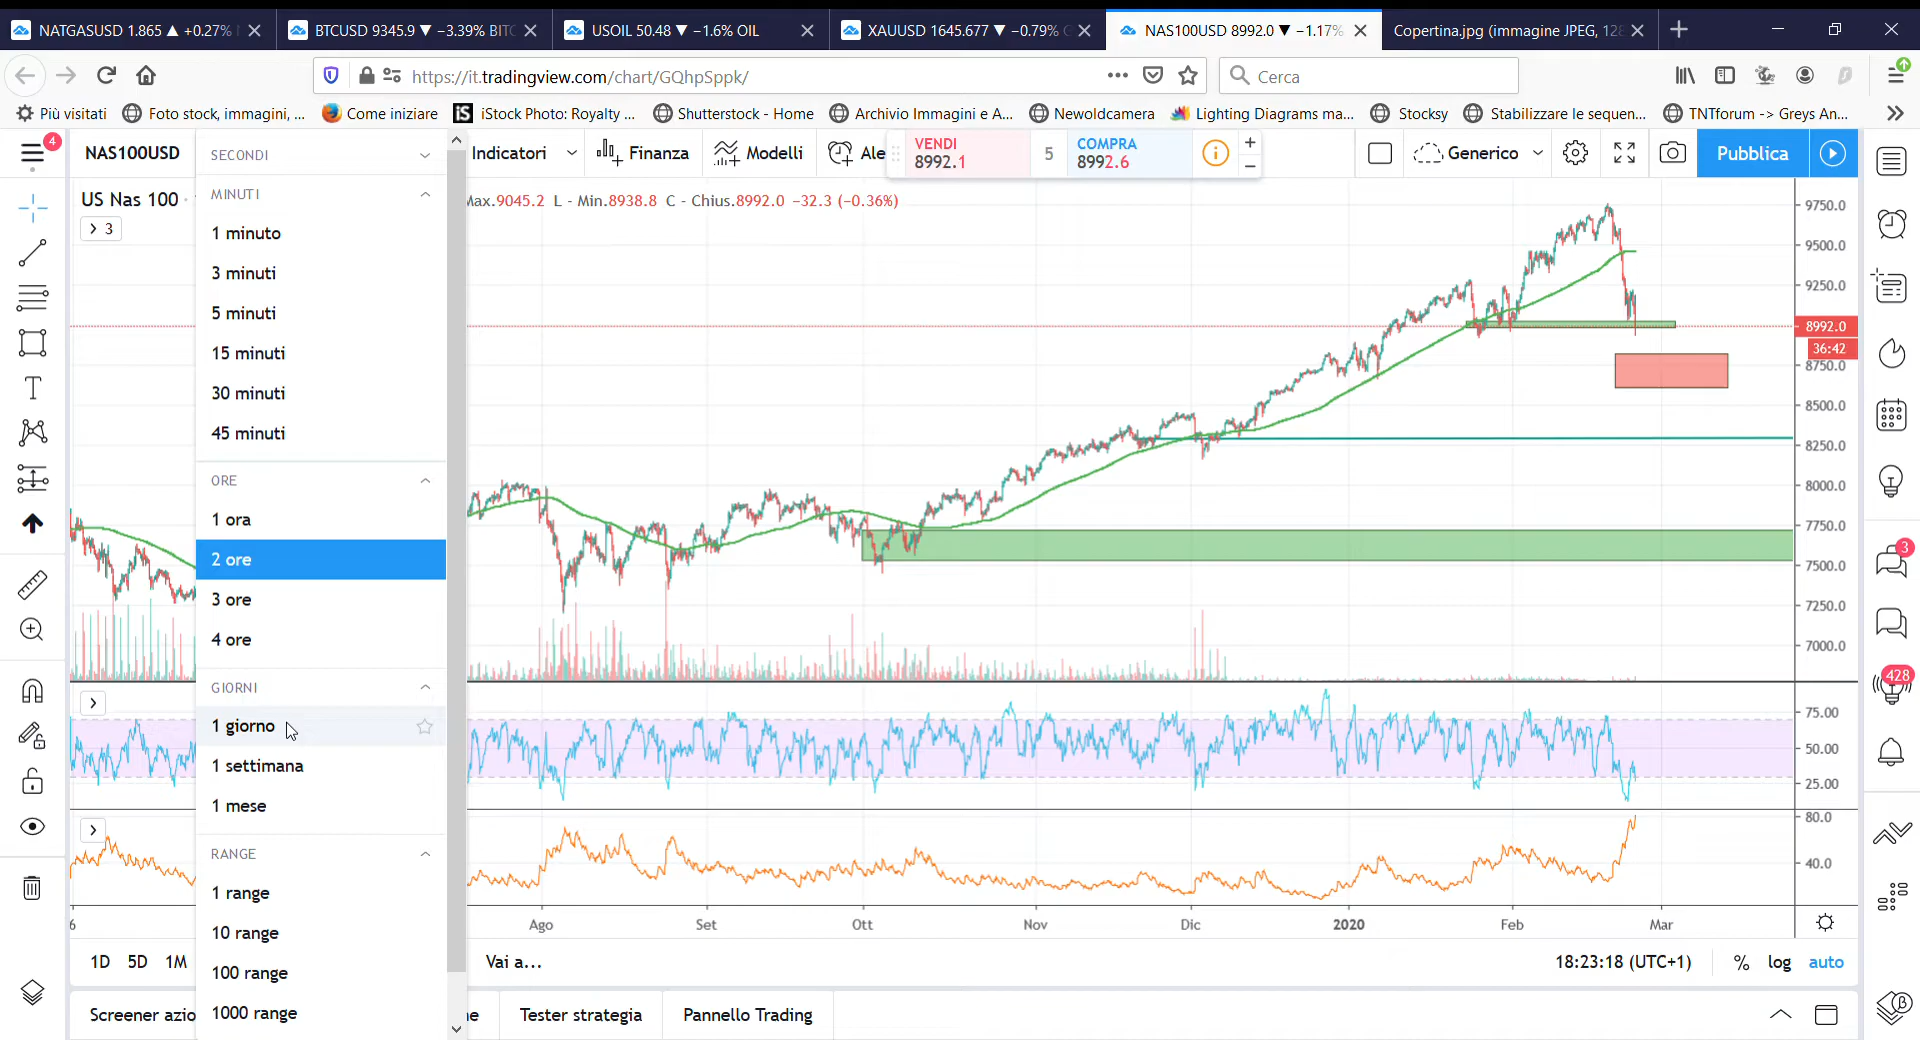 NATGASUSD 1.865 ▲ +0.27%
BTCUSD 9345.9 ▼ −3.39% BITC
USOIL 50.48 ▼ −1.6% OIL
XAUUSD 1645.677 ▼ −0.79%
NAS100USD 8992.0 ▼ −1.17%
Copertina.jpg (immagine JPEG, 128
https://it.tradingview.com/chart/GQhpSppk/
Cerca
Più visitati
Foto stock, immagini, ...
Come iniziare
iS
iStock Photo: Royalty ...
Shutterstock - Home
Archivio Immagini e A...
Newoldcamera
Lighting Diagrams ma...
Stocksy
Stabilizzare le sequen...
TNTforum -> Greys An...
4
NAS100USD
SECONDI
Indicatori
Finanza
Modelli
Ale
VENDI
8992.1
5
COMPRA
8992.6
Generico
Pubblica
US Nas 100
Max.9045.2 L - Min.8938.8 C - Chius.8992.0 −32.3 (−0.36%)
3
MINUTI
1 minuto
3 minuti
5 minuti
15 minuti
30 minuti
45 minuti
ORE
1 ora
2 ore
3 ore
4 ore
GIORNI
1 giorno
1 settimana
1 mese
RANGE
1 range
10 range
100 range
1000 range
9750.0
9500.0
9250.0
8992.0
36:42
8750.0
8500.0
8250.0
8000.0
7750.0
7500.0
7250.0
7000.0
75.00
50.00
25.00
80.0
40.0
3
428
6
Ago
Set
Ott
Nov
Dic
2020
Feb
Mar
1D
5D
1M
Vai a...
18:23:18 (UTC+1)
%
log
auto
Screener azio
ne
Tester strategia
Pannello Trading